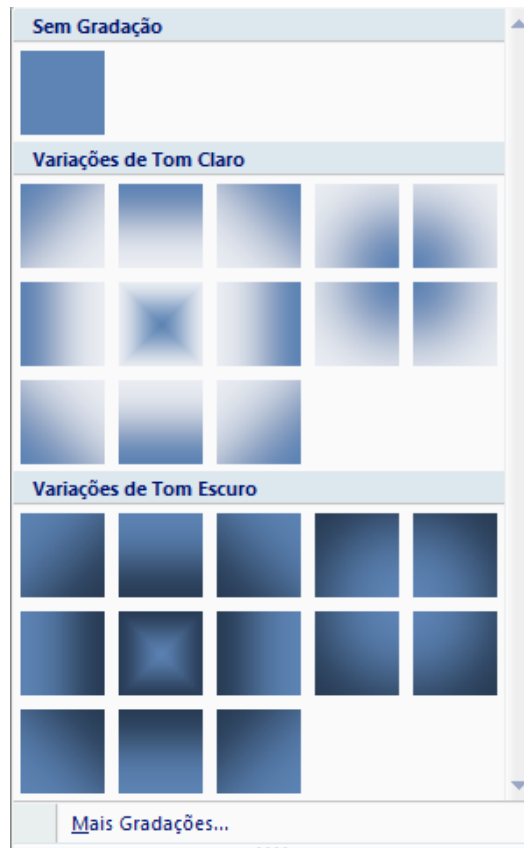 Sem Gradação
Variações de Tom Claro
Variações de Tom Escuro
Mais Gradações...